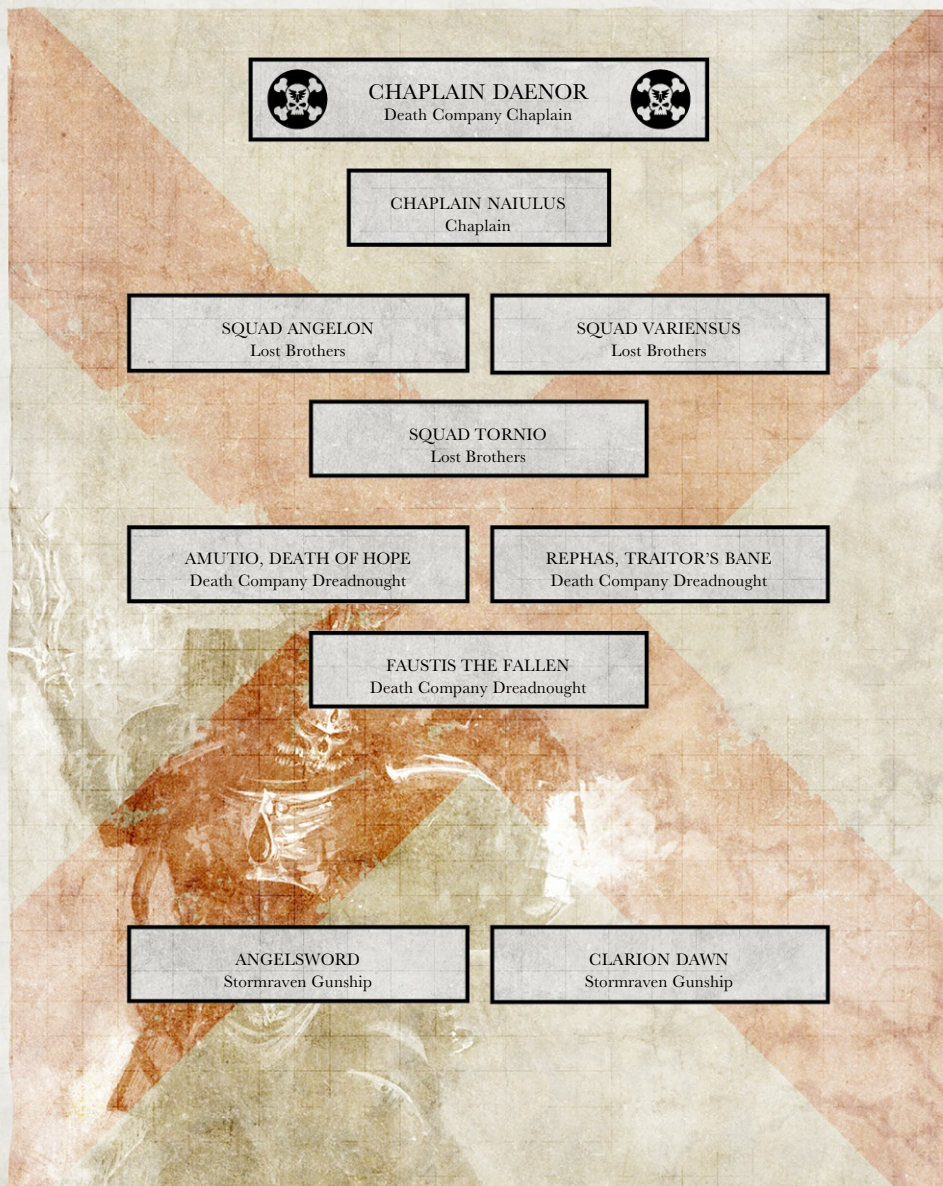 CHAPLAIN DAENOR
Death Company Chaplain
CHAPLAIN NAIULUS
Chaplain
SQUAD ANGELON
Lost Brothers
SQUAD VARIENSUS
Lost Brothers
SQUAD TORNIO
Lost Brothers
AMUTIO, DEATH OF HOPE
Death Company Dreadnought
REPHAS, TRAITOR’S BANE
Death Company Dreadnought
FAUSTIS THE FALLEN
Death Company Dreadnought
ANGELSWORD
Stormraven Gunship
CLARION DAWN
Stormraven Gunship